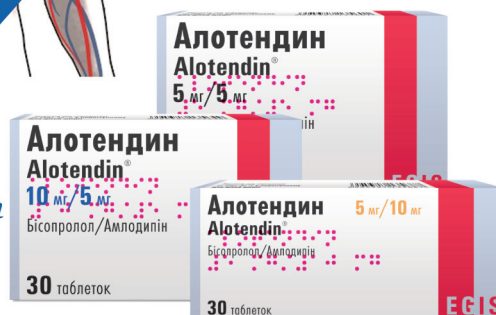 Алотендин
Alotendin®
5 мг/5 мг
Алотендин
Alotendin®
10 мг/5 мг
Бісопролол/Амлодипін
30 таблеток
Алотендин 5 мг/10 мг
Alotendin®
Бісопролол/Амлодипін
30 таблеток
EGIS